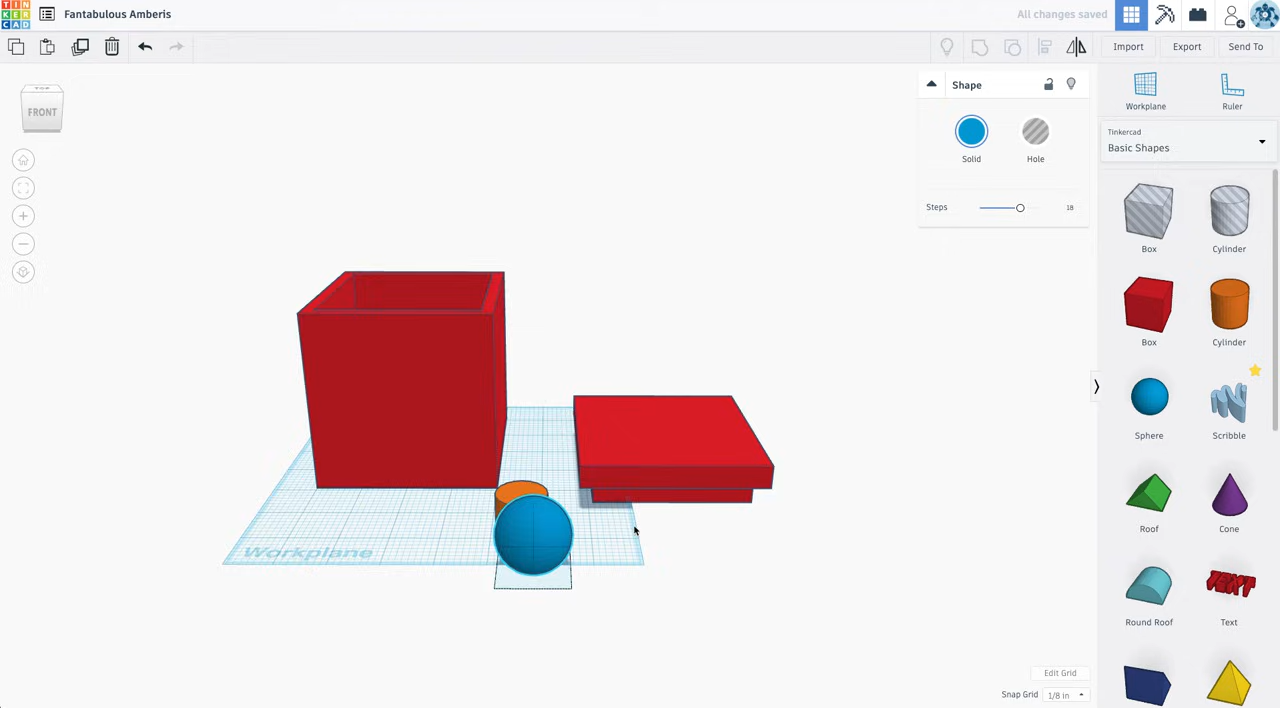 TIN
KER
CAD
Fantabulous Amberis
All changes saved
Import
Export
Send To
TOP
FRONT
Shape
Solid
Hole
Steps
18
Workplane
Ruler
Tinkercad
Basic Shapes
Box
Cylinder
Box
Cylinder
Sphere
Scribble
Roof
Cone
Round Roof
TEXT
Text
Workplane
Edit Grid
Snap Grid
1/8 in